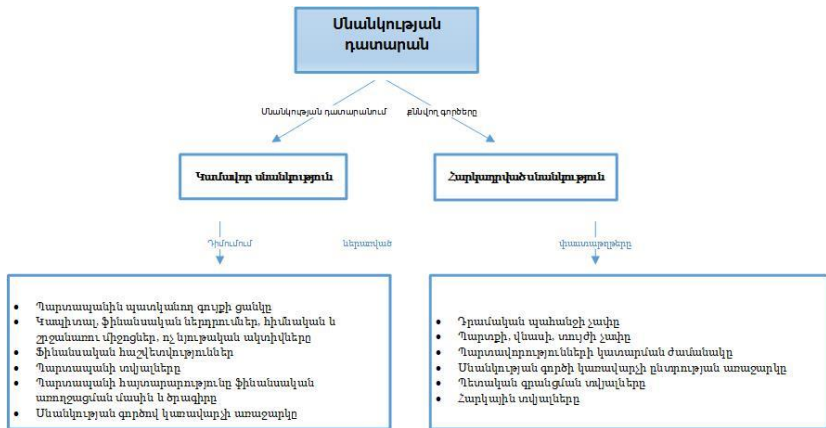 Սնանկության
դատարան
Սնանկության դատարանում քննվող գործերը
Կամավոր սնանկություն
Հարկադրված սնանկություն
Դիմումում ներառված փաստաթղթերը
• Պարտապանին պատկանող գույքի ցանկը
• Կապիտալ, ֆինանսական ներդրումներ, հիմնական և
շրջանառու միջոցներ, ոչ նյութական ակտիվները
• Ֆինանսական հաշվետվություններ
• Պարտապանի տվյալները
• Պարտապանի հայտարարությունը ֆինանսական
առողջացման մասին և ծրագիրը
• Սնանկության գործով կառավարչի առաջարկը
• Դրամական պահանջի չափը
• Պարտքի, վնասի, տույժի չափը
• Պարտավորությունների կատարման ժամանակը
• Սնանկության գործի կառավարչի ընտրության առաջարկը
• Պետական գրանցման տվյալները
• Հարկային տվյալները